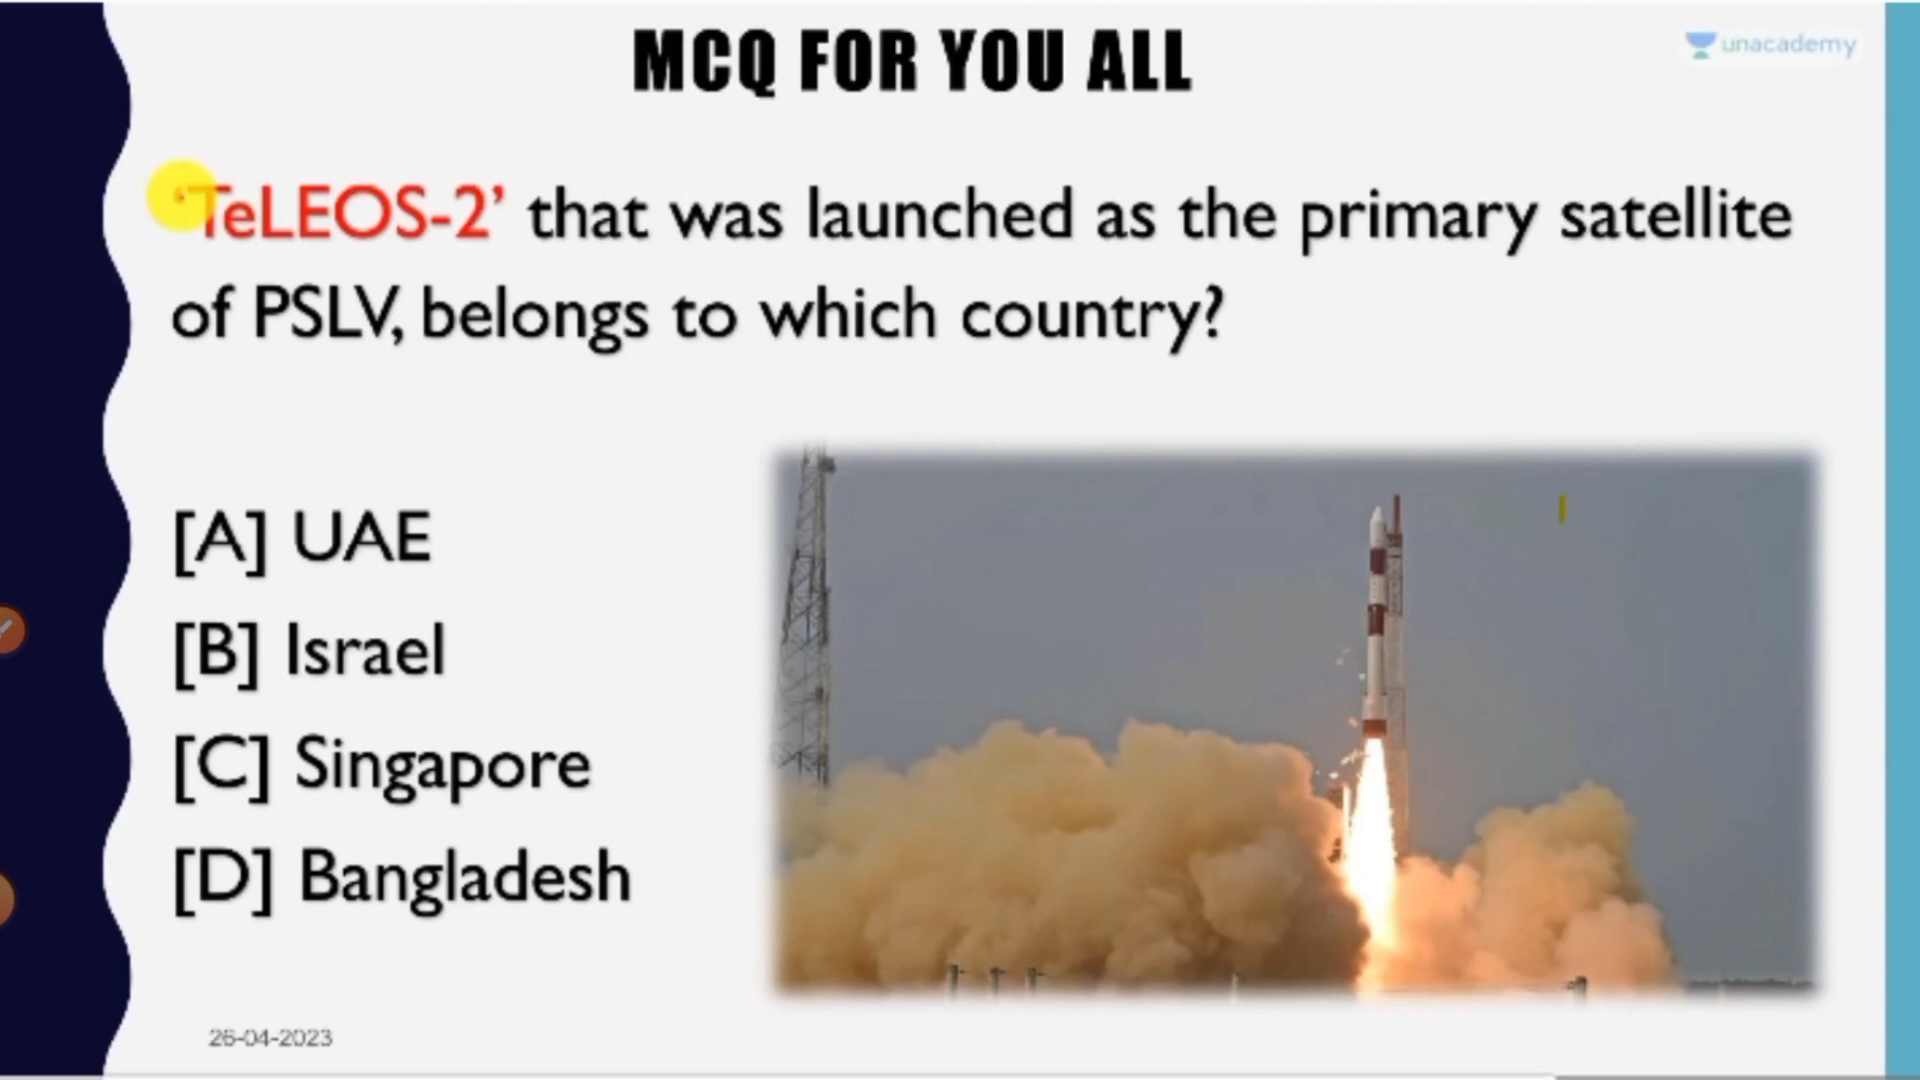 MCQ FOR YOU ALL
unacademy
‘TeLEOS-2’ that was launched as the primary satellite
of PSLV, belongs to which country?
[A] UAE
[B] Israel
[C] Singapore
[D] Bangladesh
26-04-2023